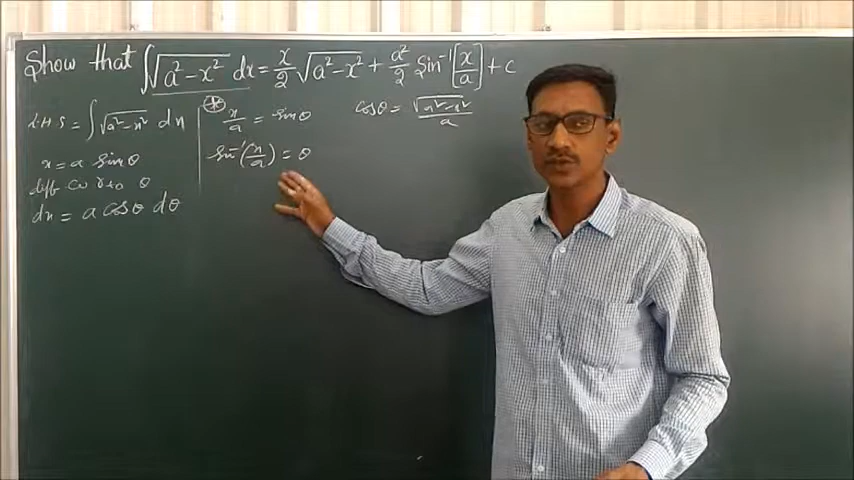 Show that ∫√(a²-x²) dx = x/2 √(a²-x²) + a²/2 Sin⁻¹[x/a] + c
L.H.S = ∫√(a²-x²) dx
x = a sinθ
diff w r to θ
dx = a cosθ dθ
x/a = sinθ
sin⁻¹(x/a) = θ
cosθ = √(a²-x²)/a